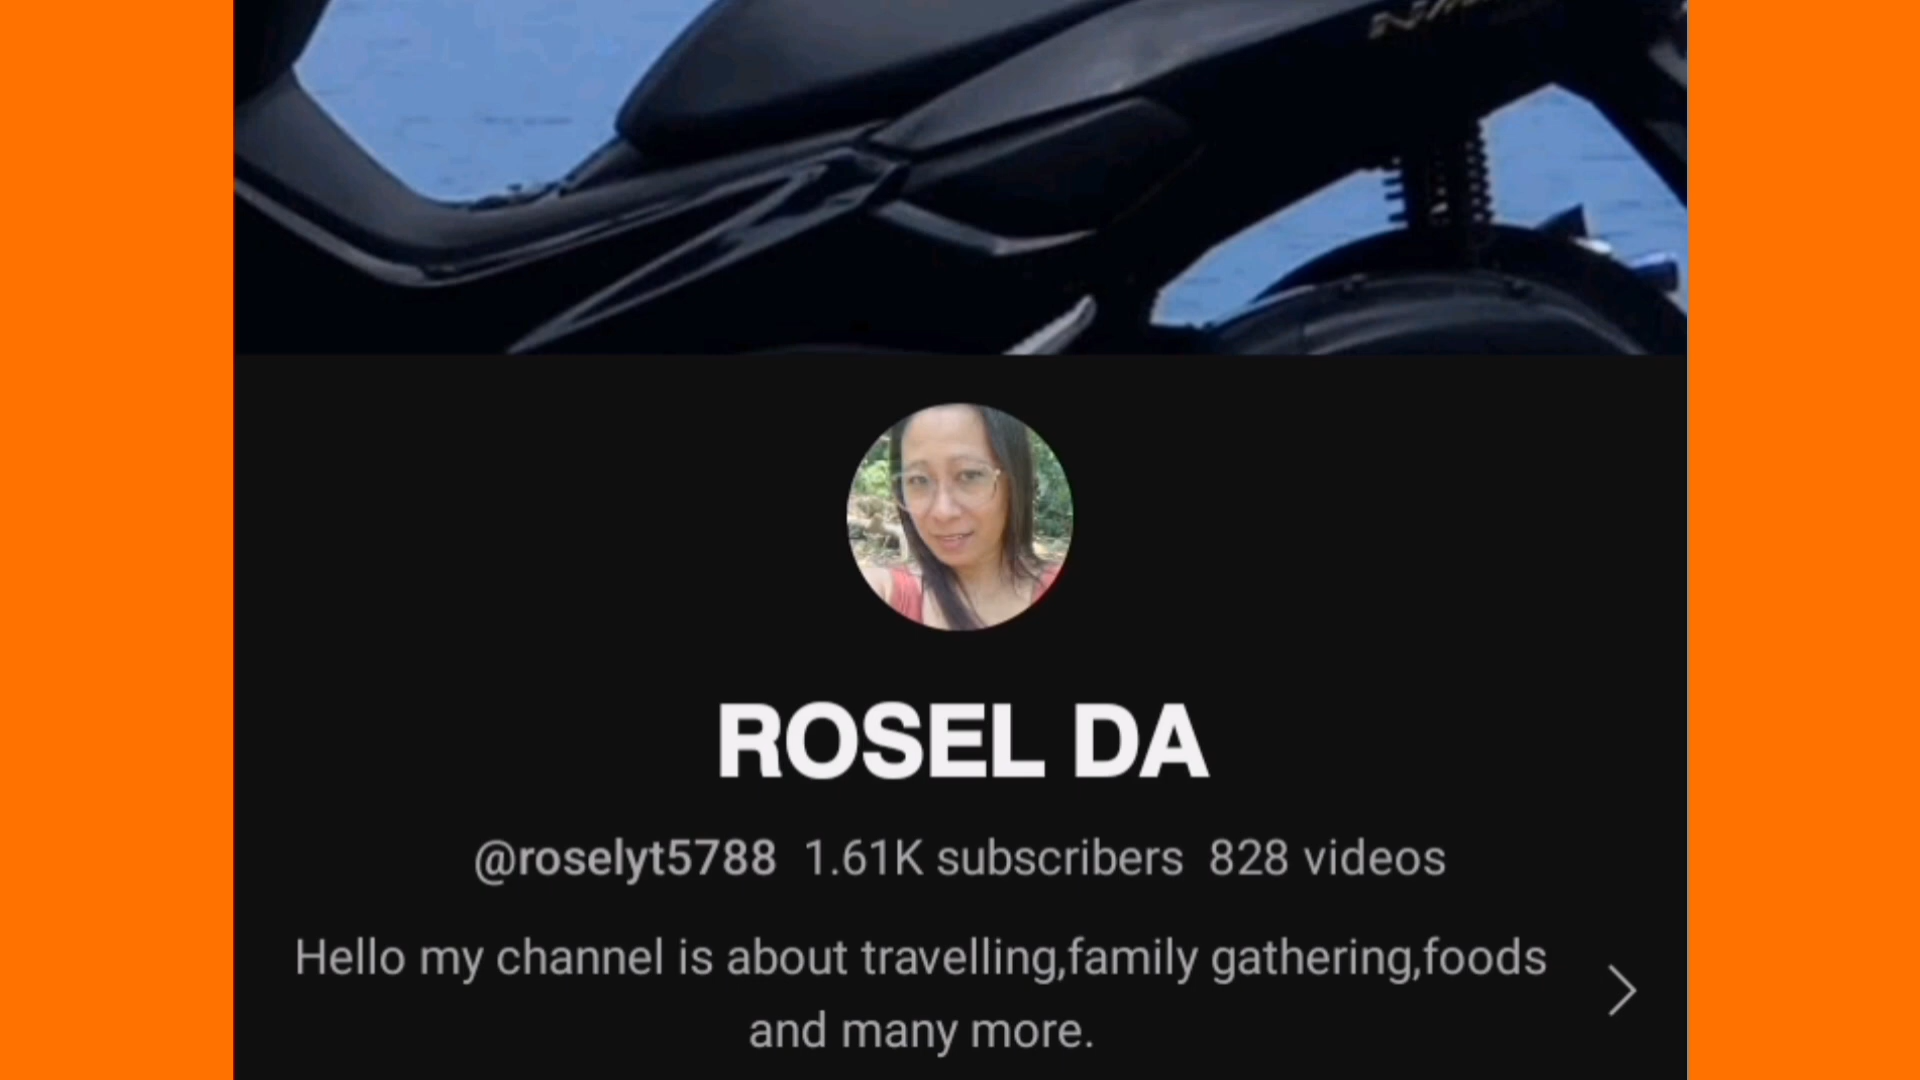 ROSEL DA
@roselyt5788 1.61K subscribers 828 videos
Hello my channel is about travelling,family gathering,foods
and many more.